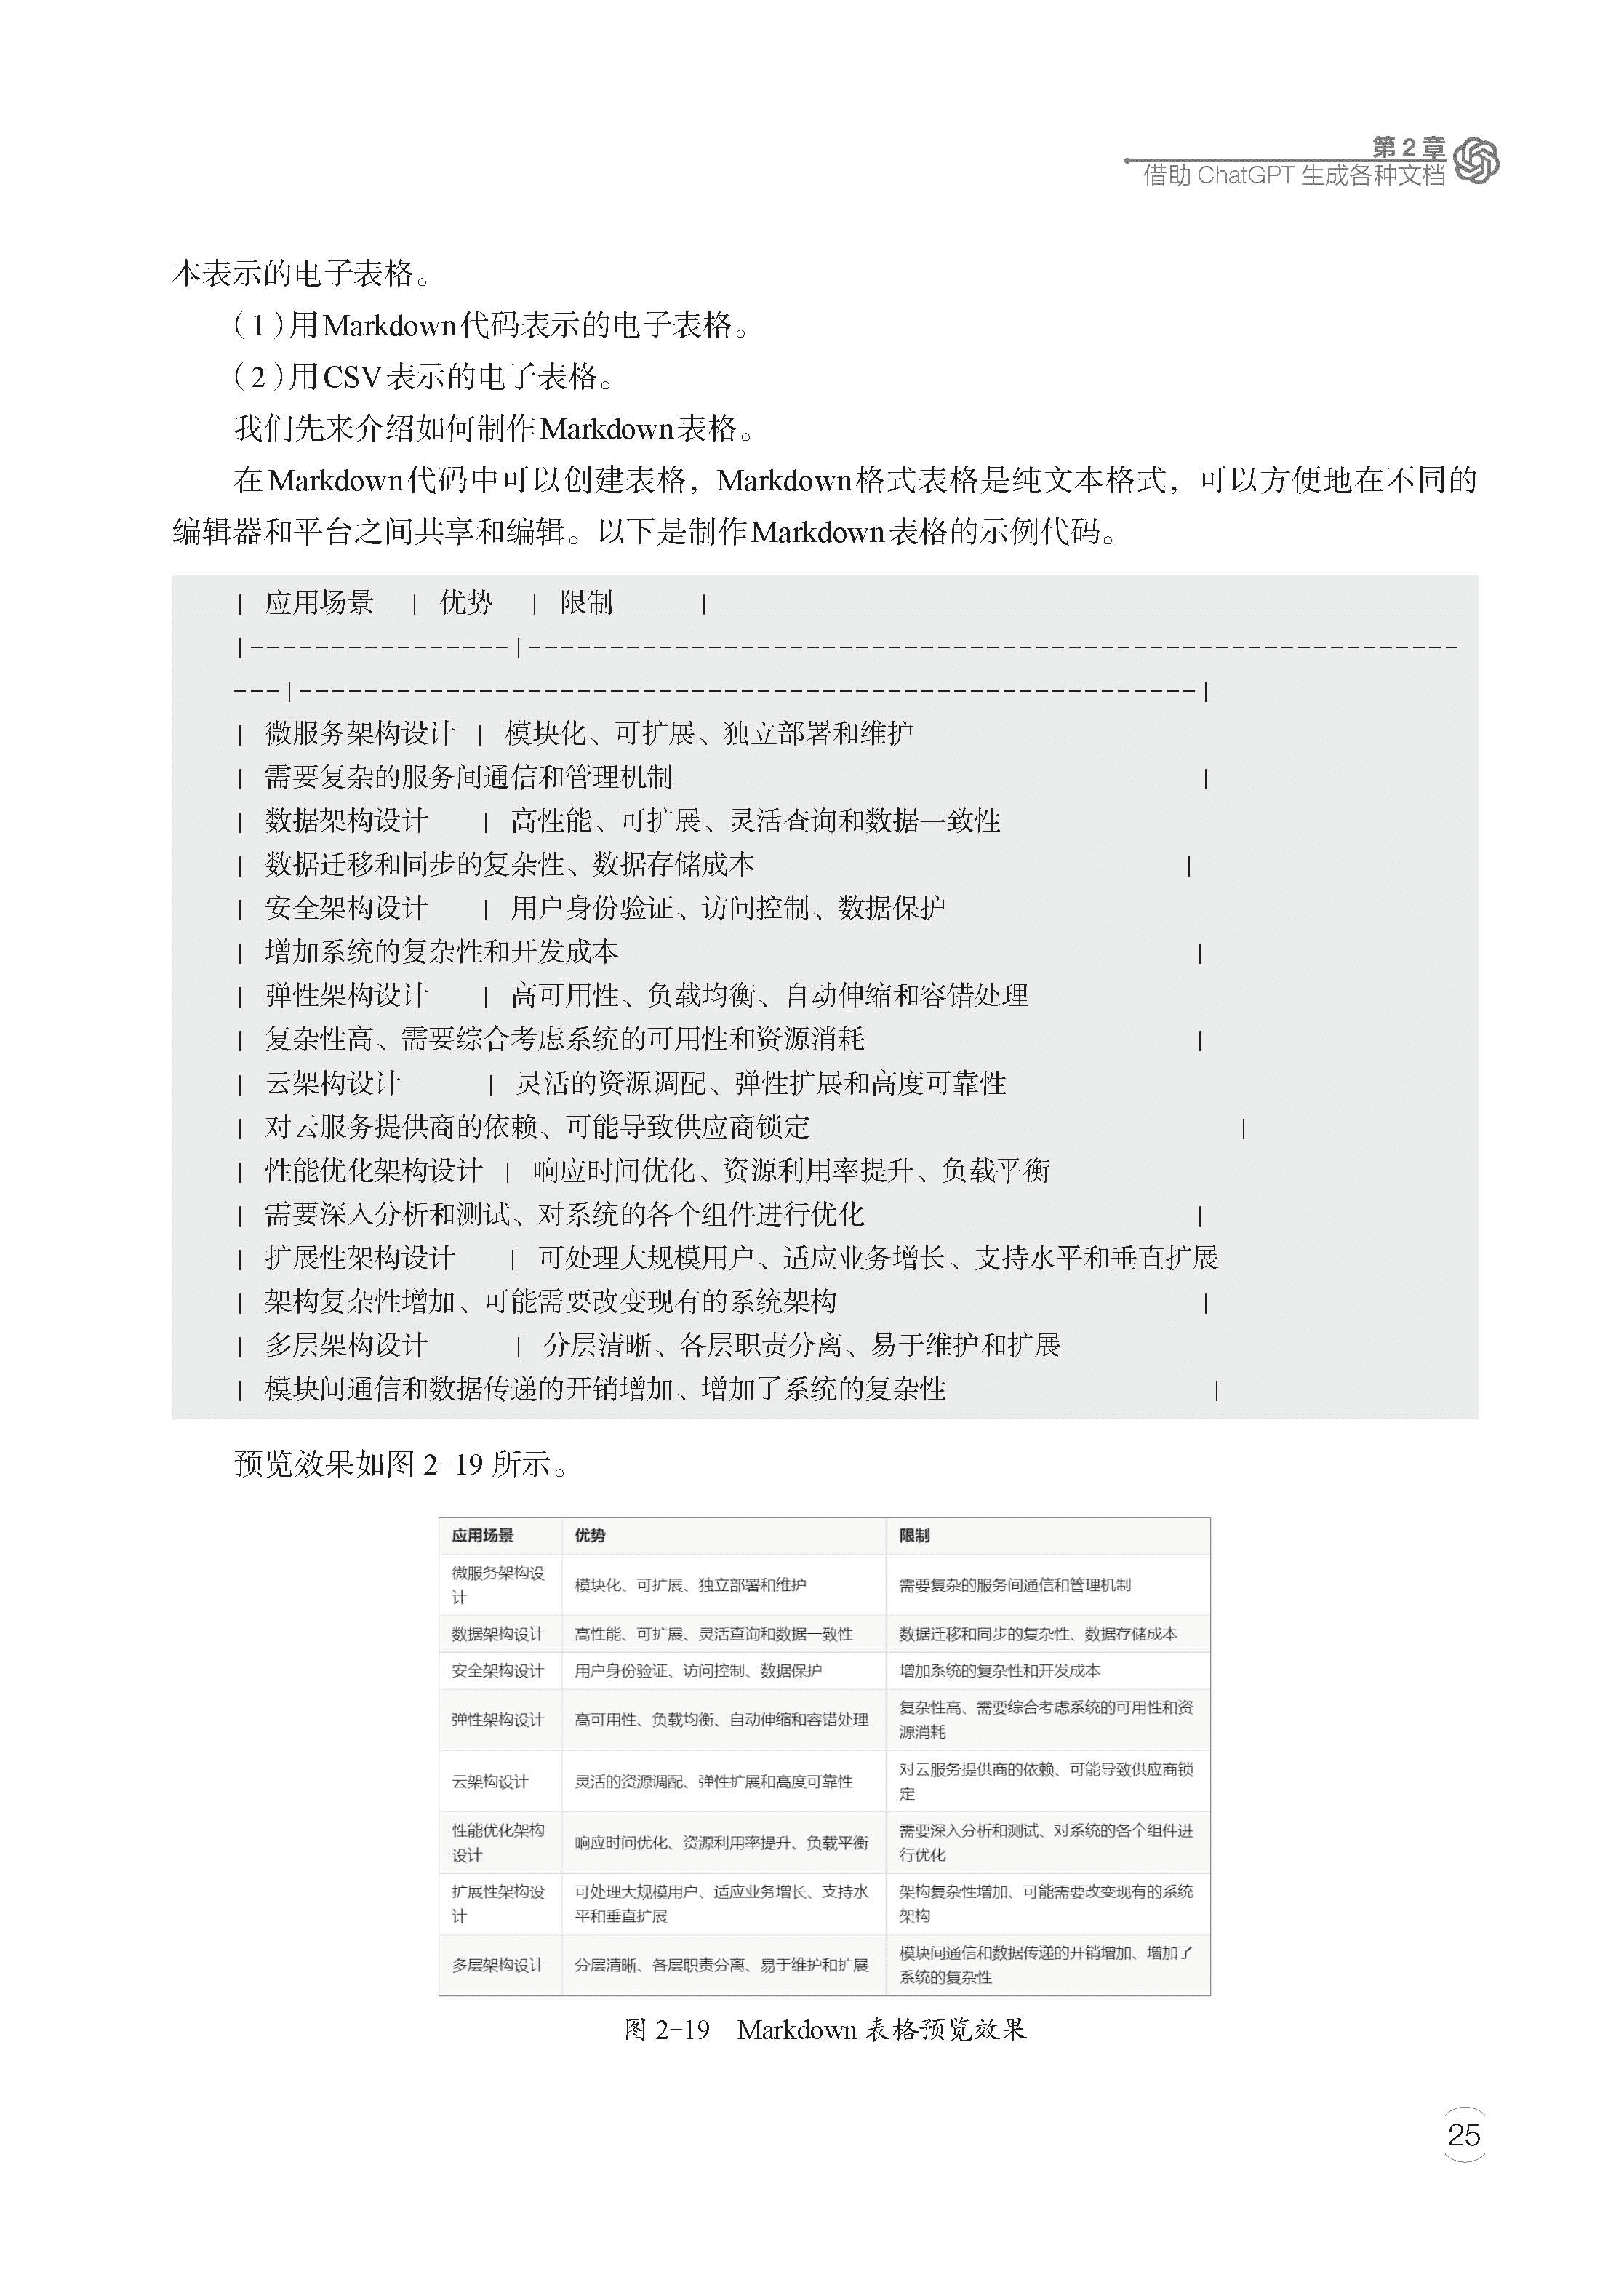 第2章
借助 ChatGPT 生成各种文档
本表示的电子表格。
（1）用Markdown代码表示的电子表格。
（2）用CSV表示的电子表格。
我们先来介绍如何制作Markdown表格。
在Markdown代码中可以创建表格，Markdown格式表格是纯文本格式，可以方便地在不同的
编辑器和平台之间共享和编辑。以下是制作Markdown表格的示例代码。
| 应用场景 | 优势 | 限制 |
|----------------|----------------------------------------------------------
---|--------------------------------------------------------|
| 微服务架构设计 | 模块化、可扩展、独立部署和维护
| 需要复杂的服务间通信和管理机制 |
| 数据架构设计 | 高性能、可扩展、灵活查询和数据一致性
| 数据迁移和同步的复杂性、数据存储成本 |
| 安全架构设计 | 用户身份验证、访问控制、数据保护
| 增加系统的复杂性和开发成本 |
| 弹性架构设计 | 高可用性、负载均衡、自动伸缩和容错处理
| 复杂性高、需要综合考虑系统的可用性和资源消耗 |
| 云架构设计 | 灵活的资源调配、弹性扩展和高度可靠性
| 对云服务提供商的依赖、可能导致供应商锁定 |
| 性能优化架构设计 | 响应时间优化、资源利用率提升、负载平衡
| 需要深入分析和测试、对系统的各个组件进行优化 |
| 扩展性架构设计 | 可处理大规模用户、适应业务增长、支持水平和垂直扩展
| 架构复杂性增加、可能需要改变现有的系统架构 |
| 多层架构设计 | 分层清晰、各层职责分离、易于维护和扩展
| 模块间通信和数据传递的开销增加、增加了系统的复杂性 |
预览效果如图 2-19 所示。
应用场景 优势 限制
微服务架构设
计
模块化、可扩展、独立部署和维护
需要复杂的服务间通信和管理机制
数据架构设计 高性能、可扩展、灵活查询和数据一致性 数据迁移和同步的复杂性、数据存储成本
安全架构设计 用户身份验证、访问控制、数据保护 增加系统的复杂性和开发成本
弹性架构设计
高可用性、负载均衡、自动伸缩和容错处理
复杂性高、需要综合考虑系统的可用性和资
源消耗
云架构设计
灵活的资源调配、弹性扩展和高度可靠性
对云服务提供商的依赖、可能导致供应商锁
定
性能优化架构
设计
响应时间优化、资源利用率提升、负载平衡
需要深入分析和测试、对系统的各个组件进
行优化
扩展性架构设
计
可处理大规模用户、适应业务增长、支持水
平和垂直扩展
架构复杂性增加、可能需要改变现有的系统
架构
多层架构设计
分层清晰、各层职责分离、易于维护和扩展
模块间通信和数据传递的开销增加、增加了
系统的复杂性
图 2-19 Markdown 表格预览效果
25